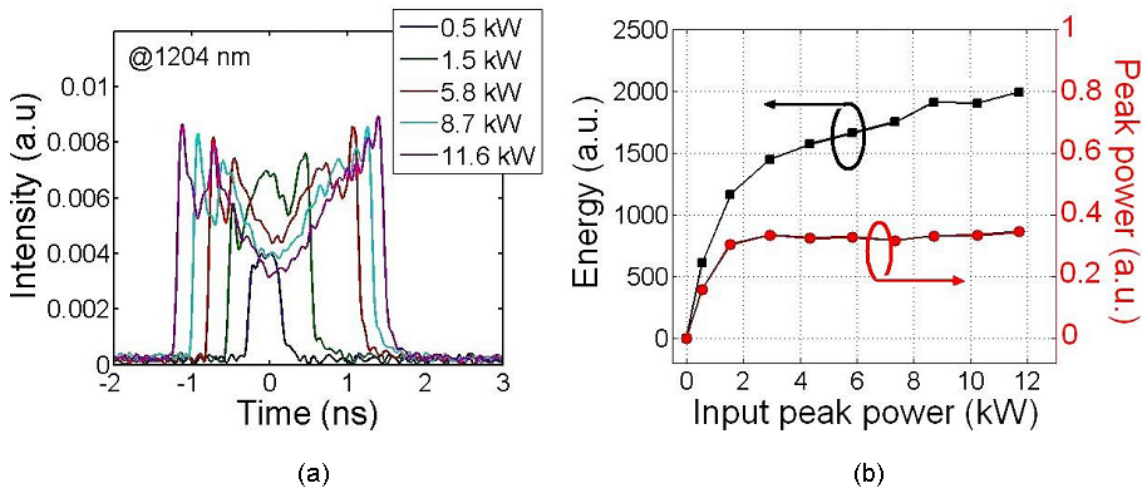 @1204 nm
0.5 kW
1.5 kW
5.8 kW
8.7 kW
11.6 kW
0.01
0.008
0.006
0.004
0.002
0
-2 -1 0 1 2 3
Intensity (a.u)
Time (ns)
(a)
2500
2000
1500
1000
500
0
Energy (a.u.)
0 2 4 6 8 10 12
Input peak power (kW)
1
0.8
0.6
0.4
0.2
0
Peak power (a.u.)
(b)